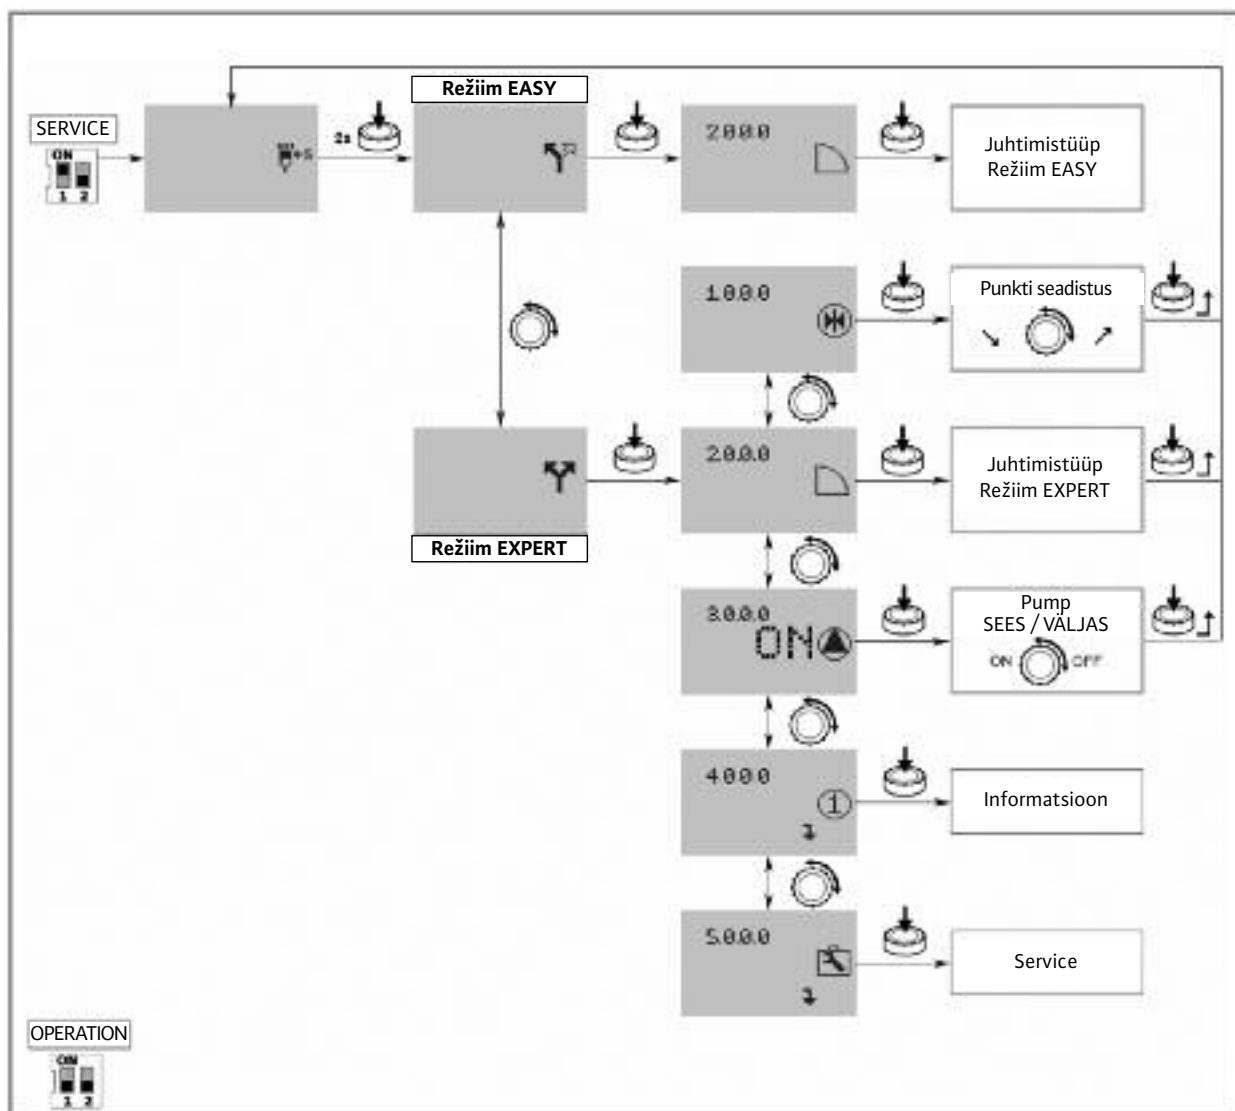 Režiim EASY
SERVICE
ON
1 2
2x
2.0.0.0
Juhtimistüüp
Režiim EASY
1.0.0.0
Punkti seadistus
2.0.0.0
Juhtimistüüp
Režiim EXPERT
Režiim EXPERT
3.0.0.0
ON
Pump
SEES / VÄLJAS
ON OFF
4.0.0.0
Informatsioon
5.0.0.0
Service
OPERATION
ON
1 2